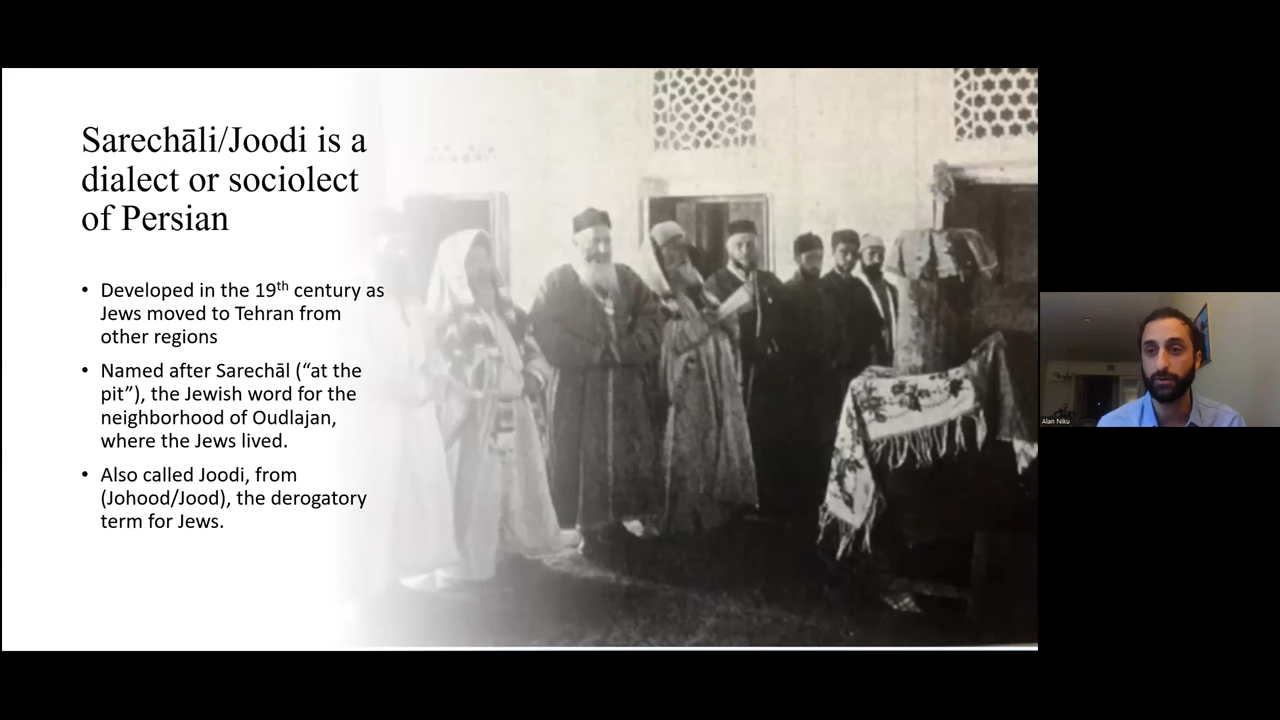 Sarechāli/Joodi is a
dialect or sociolect
of Persian
• Developed in the 19th century as
Jews moved to Tehran from
other regions
• Named after Sarechāl (“at the
pit”), the Jewish word for the
neighborhood of Oudlajan,
where the Jews lived.
• Also called Joodi, from
(Johood/Jood), the derogatory
term for Jews.
Alan Niku